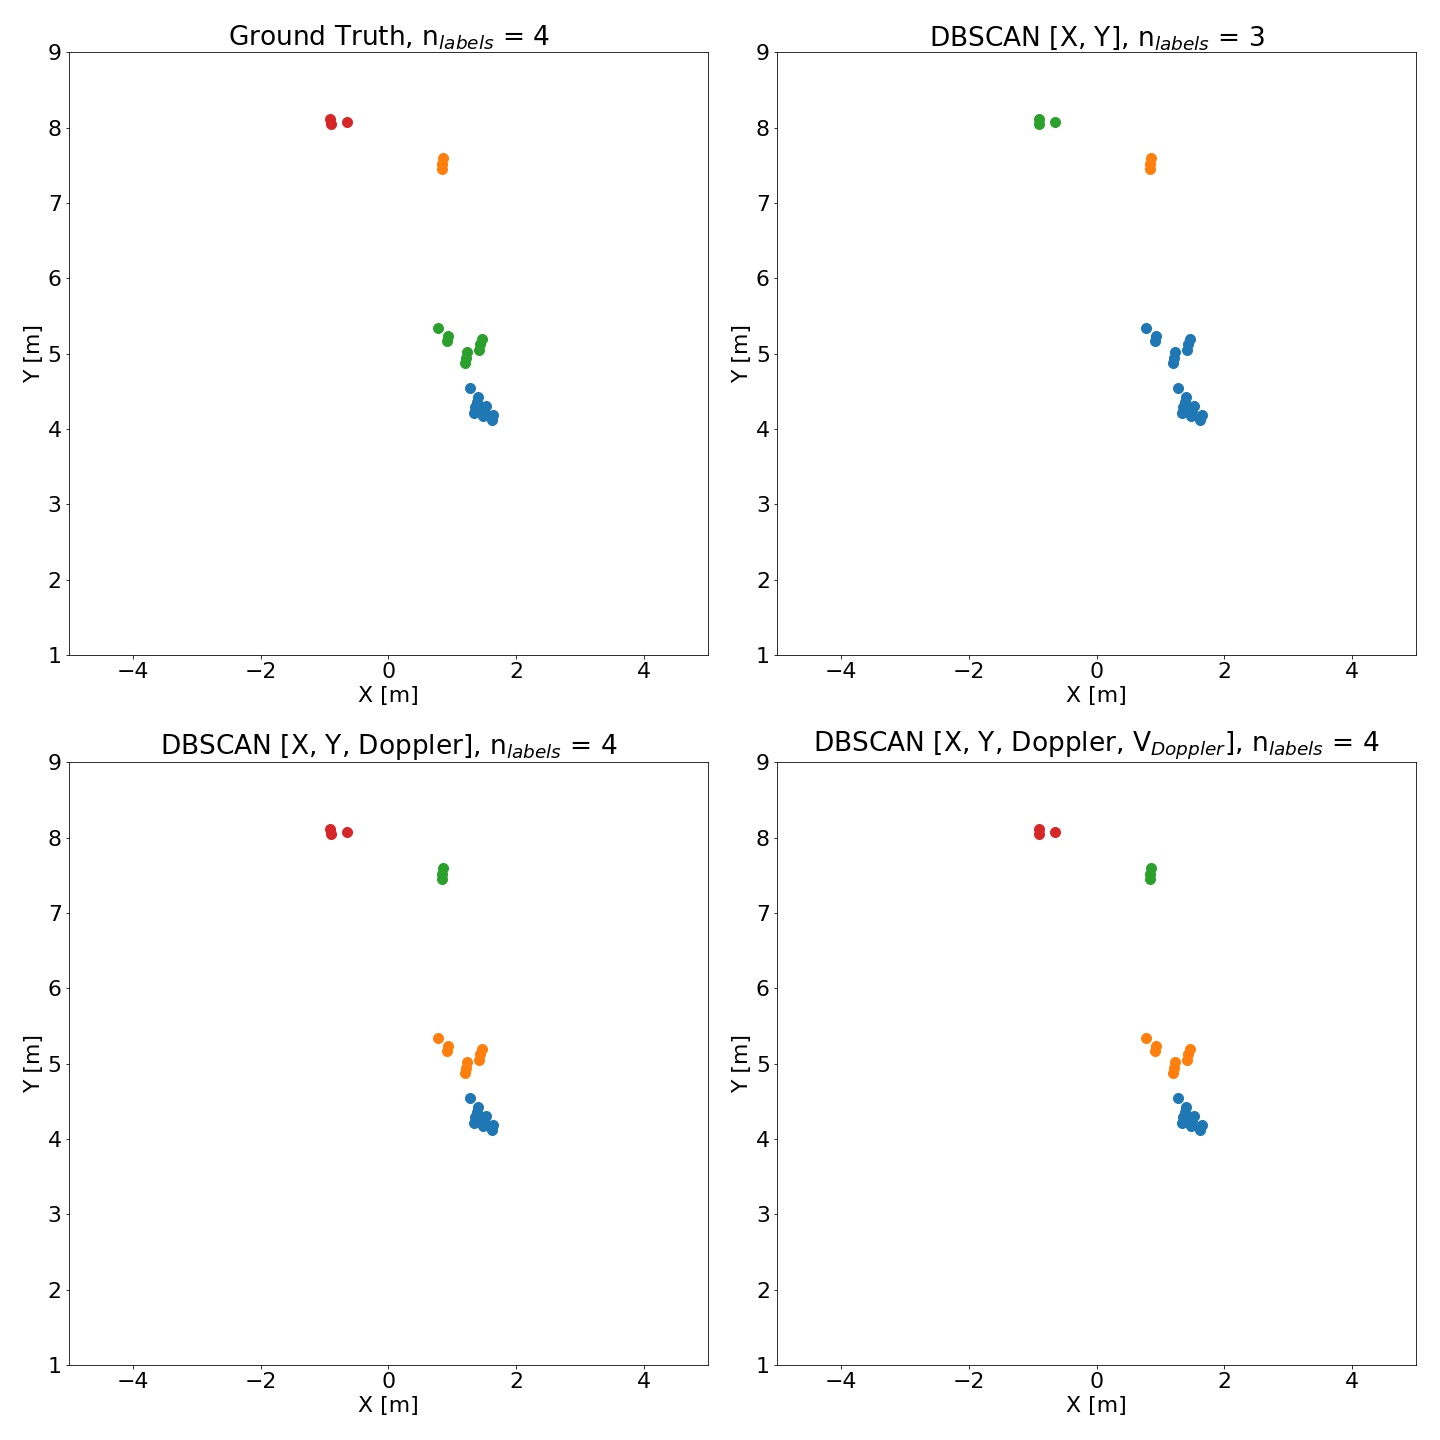 Ground Truth, n_labels = 4
9
8
7
6
5
4
3
2
1
Y [m]
−4 −2 0 2 4
X [m]
DBSCAN [X, Y], n_labels = 3
9
8
7
6
5
4
3
2
1
Y [m]
−4 −2 0 2 4
X [m]
DBSCAN [X, Y, Doppler], n_labels = 4
9
8
7
6
5
4
3
2
1
Y [m]
−4 −2 0 2 4
X [m]
DBSCAN [X, Y, Doppler, V_Doppler], n_labels = 4
9
8
7
6
5
4
3
2
1
Y [m]
−4 −2 0 2 4
X [m]